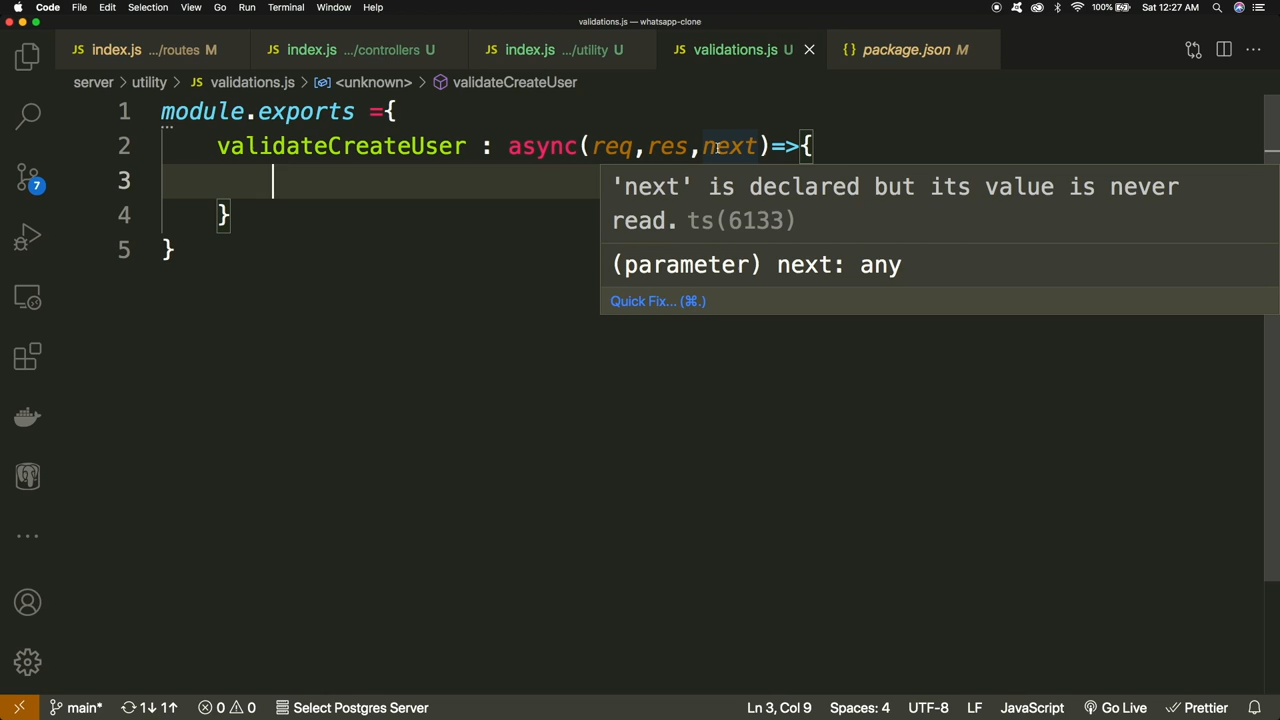 Code File Edit Selection View Go Run Terminal Window Help 100% Sat 12:27 AM
validations.js — whatsapp-clone
JS index.js .../routes M JS index.js .../controllers U JS index.js .../utility U JS validations.js U {} package.json M
server > utility > JS validations.js > <unknown> > validateCreateUser
1 module.exports ={
2 validateCreateUser : async(req,res,next)=>{
3
4 }
5 }
'next' is declared but its value is never
read. ts(6133)
(parameter) next: any
Quick Fix... (⌘.)
7
main* 1↓ 1↑ 0 0 Select Postgres Server Ln 3, Col 9 Spaces: 4 UTF-8 LF JavaScript Go Live Prettier